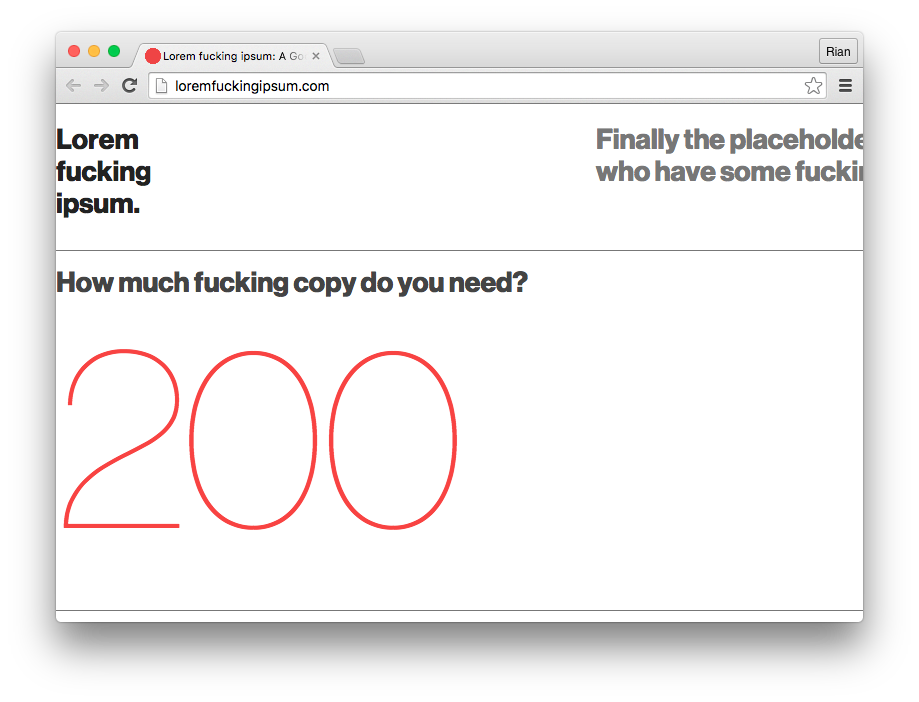 Lorem fucking ipsum: A Go
Rian
loremfuckingipsum.com
Lorem
fucking
ipsum.
Finally the placeholde
who have some fucki
How much fucking copy do you need?
200